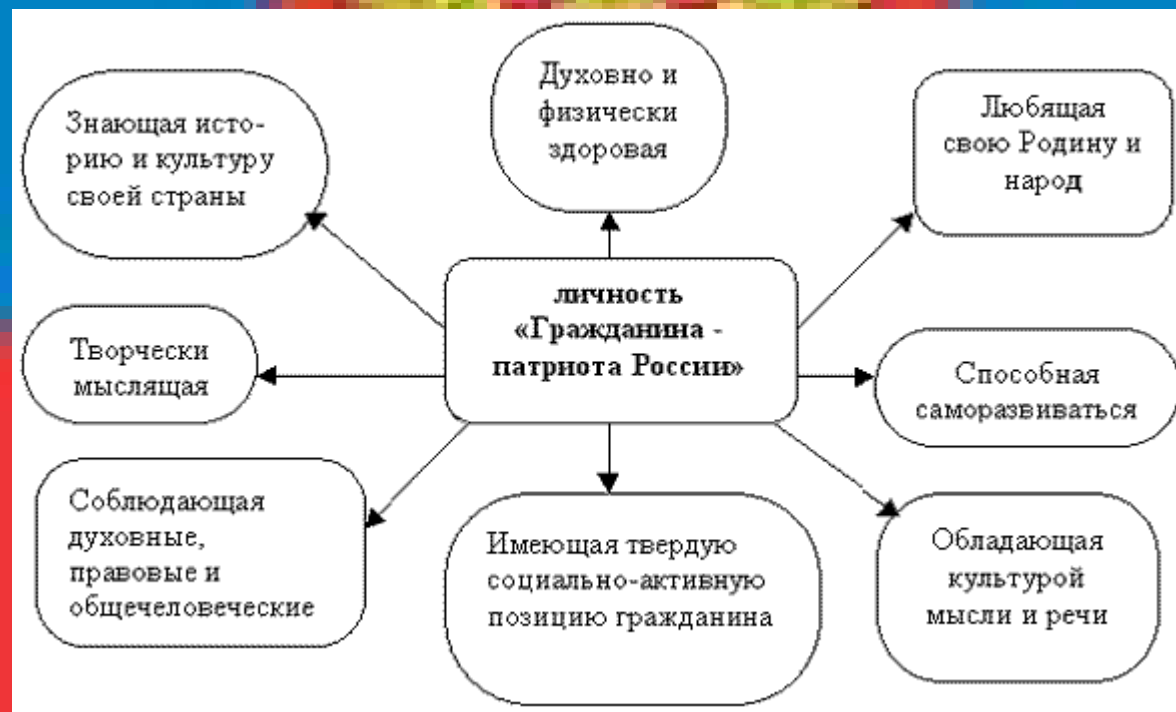 Духовно и
физически
здоровая
Знающая исто-
рию и культуру
своей страны
Любящая
свою Родину и
народ
личность
«Гражданина -
патриота России»
Творчески
мыслящая
Способная
саморазвиваться
Соблюдающая
духовные,
правовые и
общечеловеческие
Имеющая твердую
социально-активную
позицию гражданина
Обладающая
культурой
мысли и речи